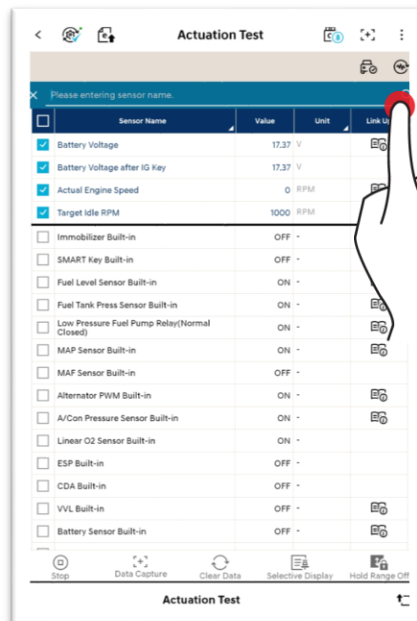 Actuation Test
Please entering sensor name.
Sensor Name Value Unit Link Up
Battery Voltage 17.37 V
Battery Voltage after IG Key 17.37 V
Actual Engine Speed 0 RPM
Target Idle RPM 1000 RPM
Immobilizer Built-in OFF -
SMART Key Built-in OFF -
Fuel Level Sensor Built-in ON -
Fuel Tank Press Sensor Built-in ON -
Low Pressure Fuel Pump Relay(Normal
Closed) ON -
MAP Sensor Built-in ON -
MAF Sensor Built-in OFF -
Alternator PWM Built-in ON -
A/Con Pressure Sensor Built-in ON -
Linear O2 Sensor Built-in ON -
ESP Built-in OFF -
CDA Built-in OFF -
VVL Built-in OFF -
Battery Sensor Built-in OFF -
Stop Data Capture Clear Data Selective Display Hold Range Off
Actuation Test